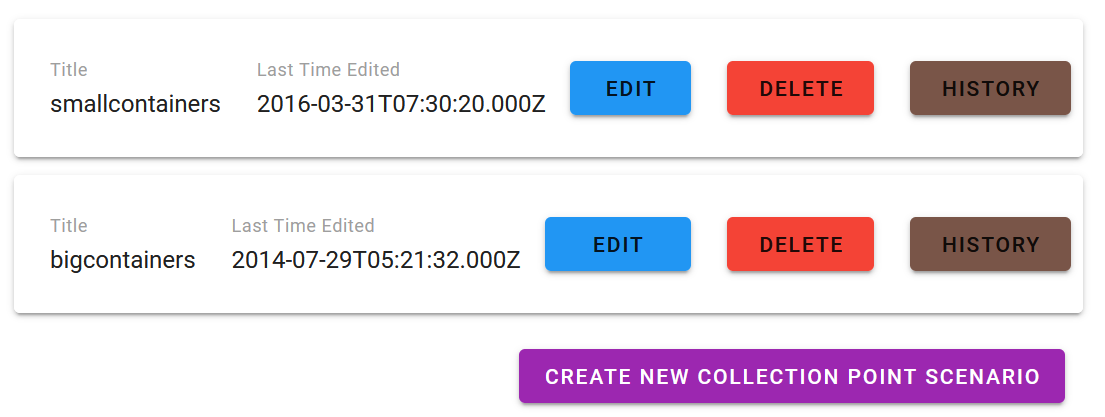 Title Last Time Edited
smallcontainers 2016-03-31T07:30:20.000Z EDIT DELETE HISTORY
Title Last Time Edited
bigcontainers 2014-07-29T05:21:32.000Z EDIT DELETE HISTORY
CREATE NEW COLLECTION POINT SCENARIO